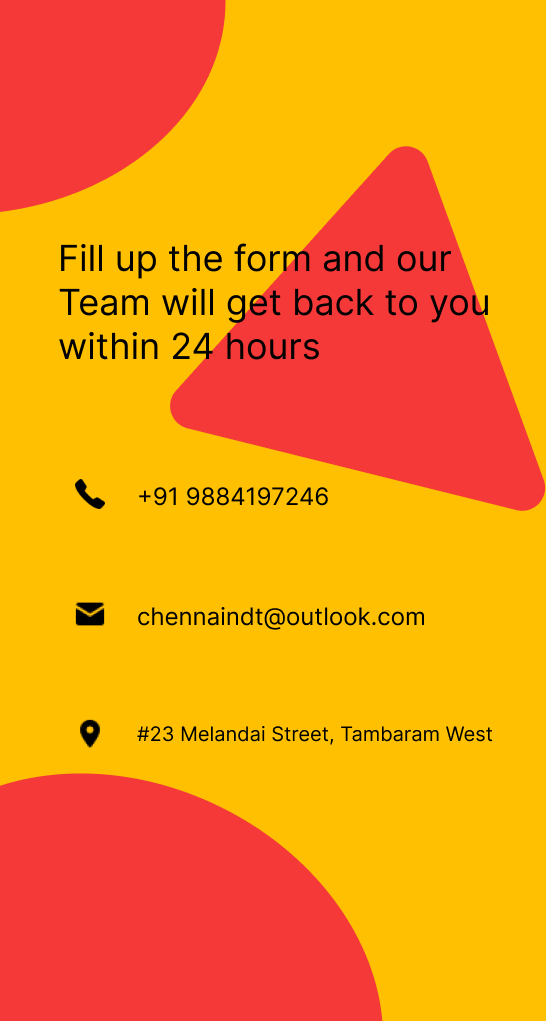 Fill up the form and our
Team will get back to you
within 24 hours
+91 9884197246
chennaindt@outlook.com
#23 Melandai Street, Tambaram West